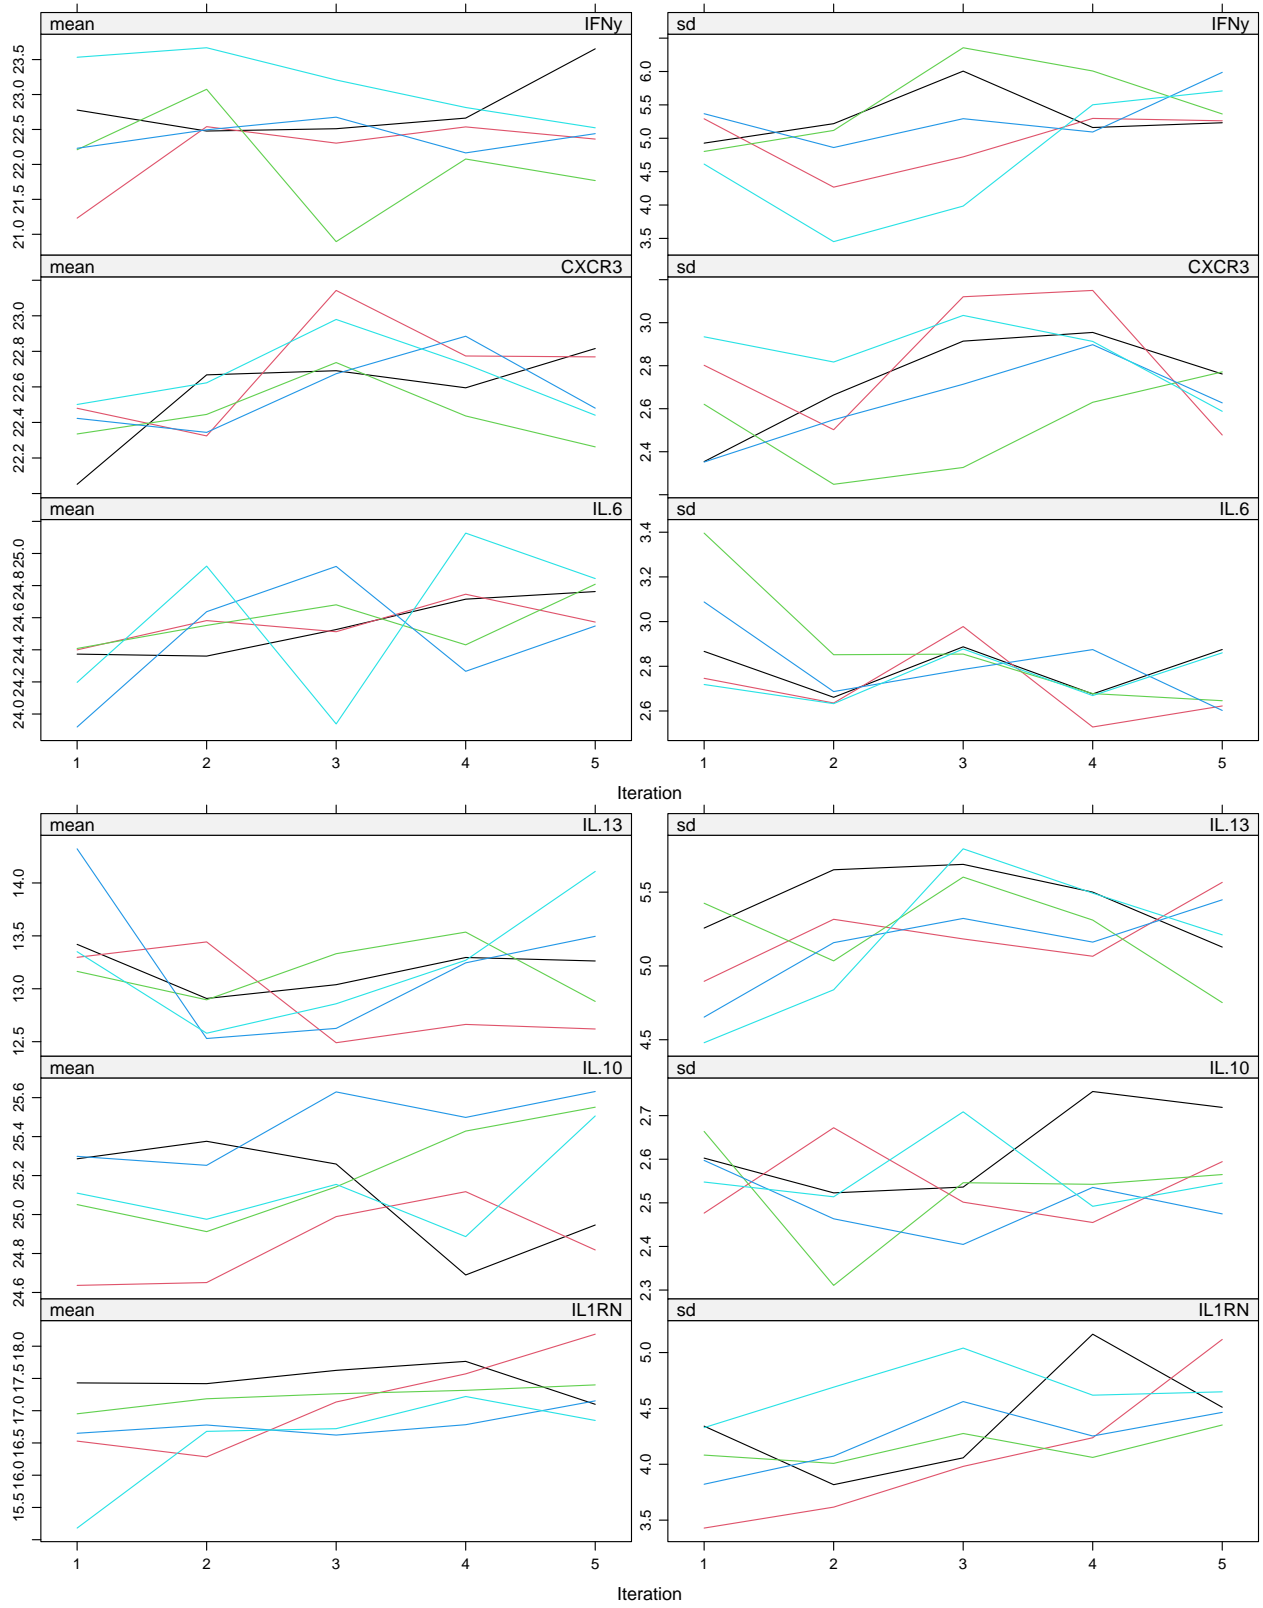 mean IFNy sd IFNy
21.0 21.5 22.0 22.5 23.0 23.5
3.5 4.0 4.5 5.0 5.5 6.0
mean CXCR3 sd CXCR3
22.2 22.4 22.6 22.8 23.0
2.4 2.6 2.8 3.0
mean IL.6 sd IL.6
24.0 24.2 24.4 24.6 24.8 25.0
2.6 2.8 3.0 3.2 3.4
1 2 3 4 5 1 2 3 4 5
Iteration
mean IL.13 sd IL.13
12.5 13.0 13.5 14.0
4.5 5.0 5.5
mean IL.10 sd IL.10
24.6 24.8 25.0 25.2 25.4 25.6
2.3 2.4 2.5 2.6 2.7
mean IL1RN sd IL1RN
15.5 16.0 16.5 17.0 17.5 18.0
3.5 4.0 4.5 5.0
1 2 3 4 5 1 2 3 4 5
Iteration